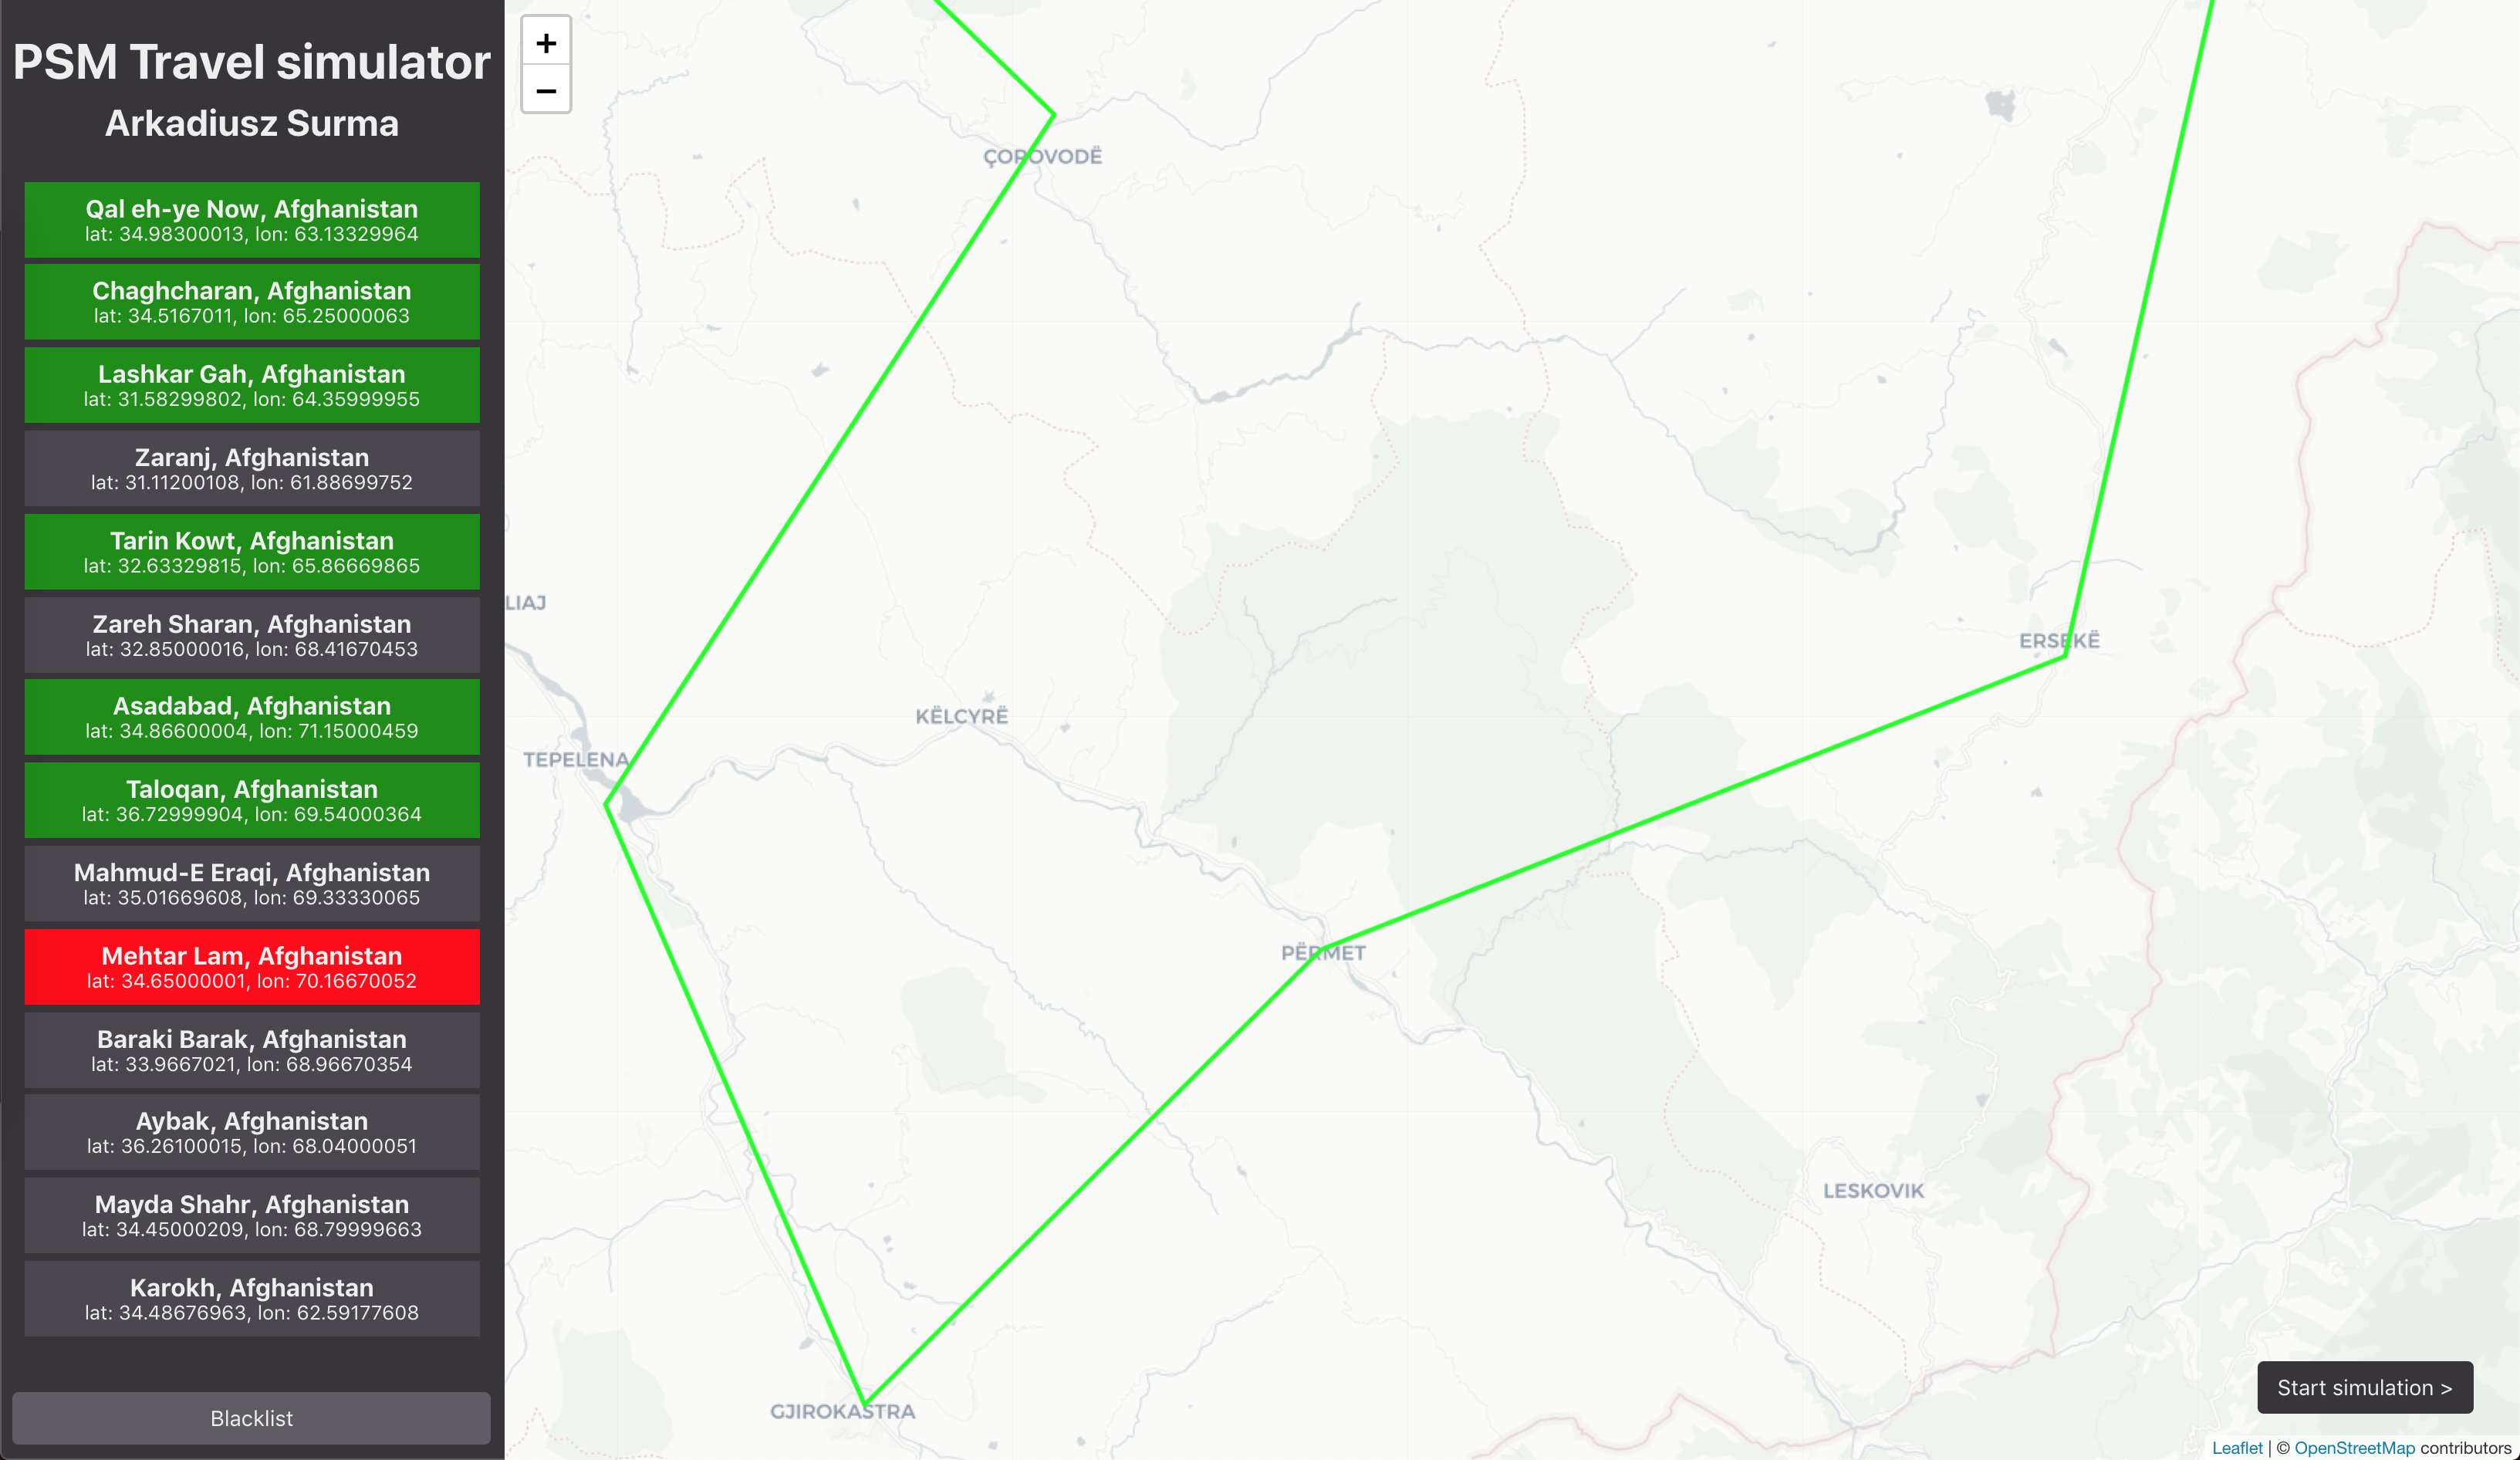 PSM Travel simulator
Arkadiusz Surma
Qal eh-ye Now, Afghanistan
lat: 34.98300013, lon: 63.13329964
Chaghcharan, Afghanistan
lat: 34.5167011, lon: 65.25000063
Lashkar Gah, Afghanistan
lat: 31.58299802, lon: 64.35999955
Zaranj, Afghanistan
lat: 31.11200108, lon: 61.88699752
Tarin Kowt, Afghanistan
lat: 32.63329815, lon: 65.86669865
Zareh Sharan, Afghanistan
lat: 32.85000016, lon: 68.41670453
Asadabad, Afghanistan
lat: 34.86600004, lon: 71.15000459
Taloqan, Afghanistan
lat: 36.72999904, lon: 69.54000364
Mahmud-E Eraqi, Afghanistan
lat: 35.01669608, lon: 69.33330065
Mehtar Lam, Afghanistan
lat: 34.65000001, lon: 70.16670052
Baraki Barak, Afghanistan
lat: 33.9667021, lon: 68.96670354
Aybak, Afghanistan
lat: 36.26100015, lon: 68.04000051
Mayda Shahr, Afghanistan
lat: 34.45000209, lon: 68.79999663
Karokh, Afghanistan
lat: 34.48676963, lon: 62.59177608
Blacklist
+
−
ÇOROVODË
LIAJ
ERSEKË
KËLCYRË
TEPELENA
PËRMET
LESKOVIK
GJIROKASTRA
Start simulation >
Leaflet | © OpenStreetMap contributors